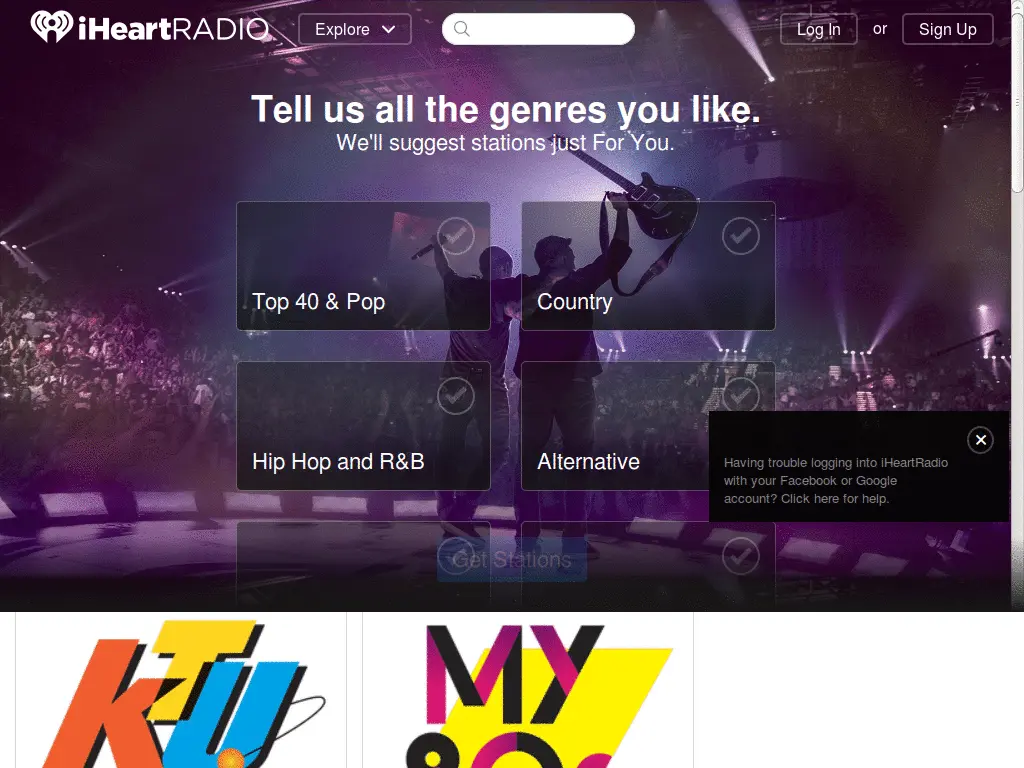 iHeartRADIO
Explore
Log In
or
Sign Up
Tell us all the genres you like.
We'll suggest stations just For You.
Top 40 & Pop
Country
Hip Hop and R&B
Alternative
Having trouble logging into iHeartRadio
with your Facebook or Google
account? Click here for help.
Get Stations
KTU
MY
80s